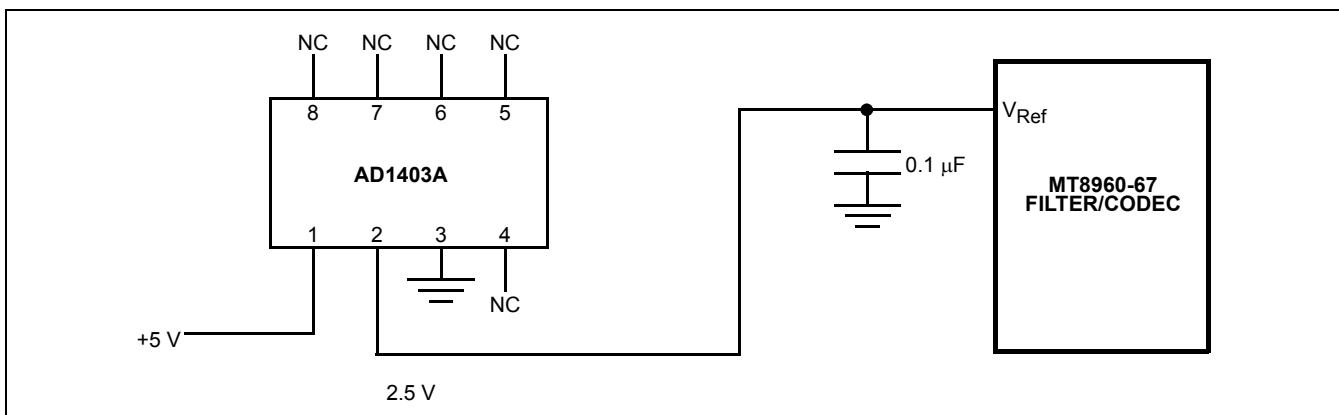 NC NC NC NC
8 7 6 5
V_Ref
0.1 μF
AD1403A
MT8960-67
FILTER/CODEC
1 2 3 4
NC
+5 V
2.5 V